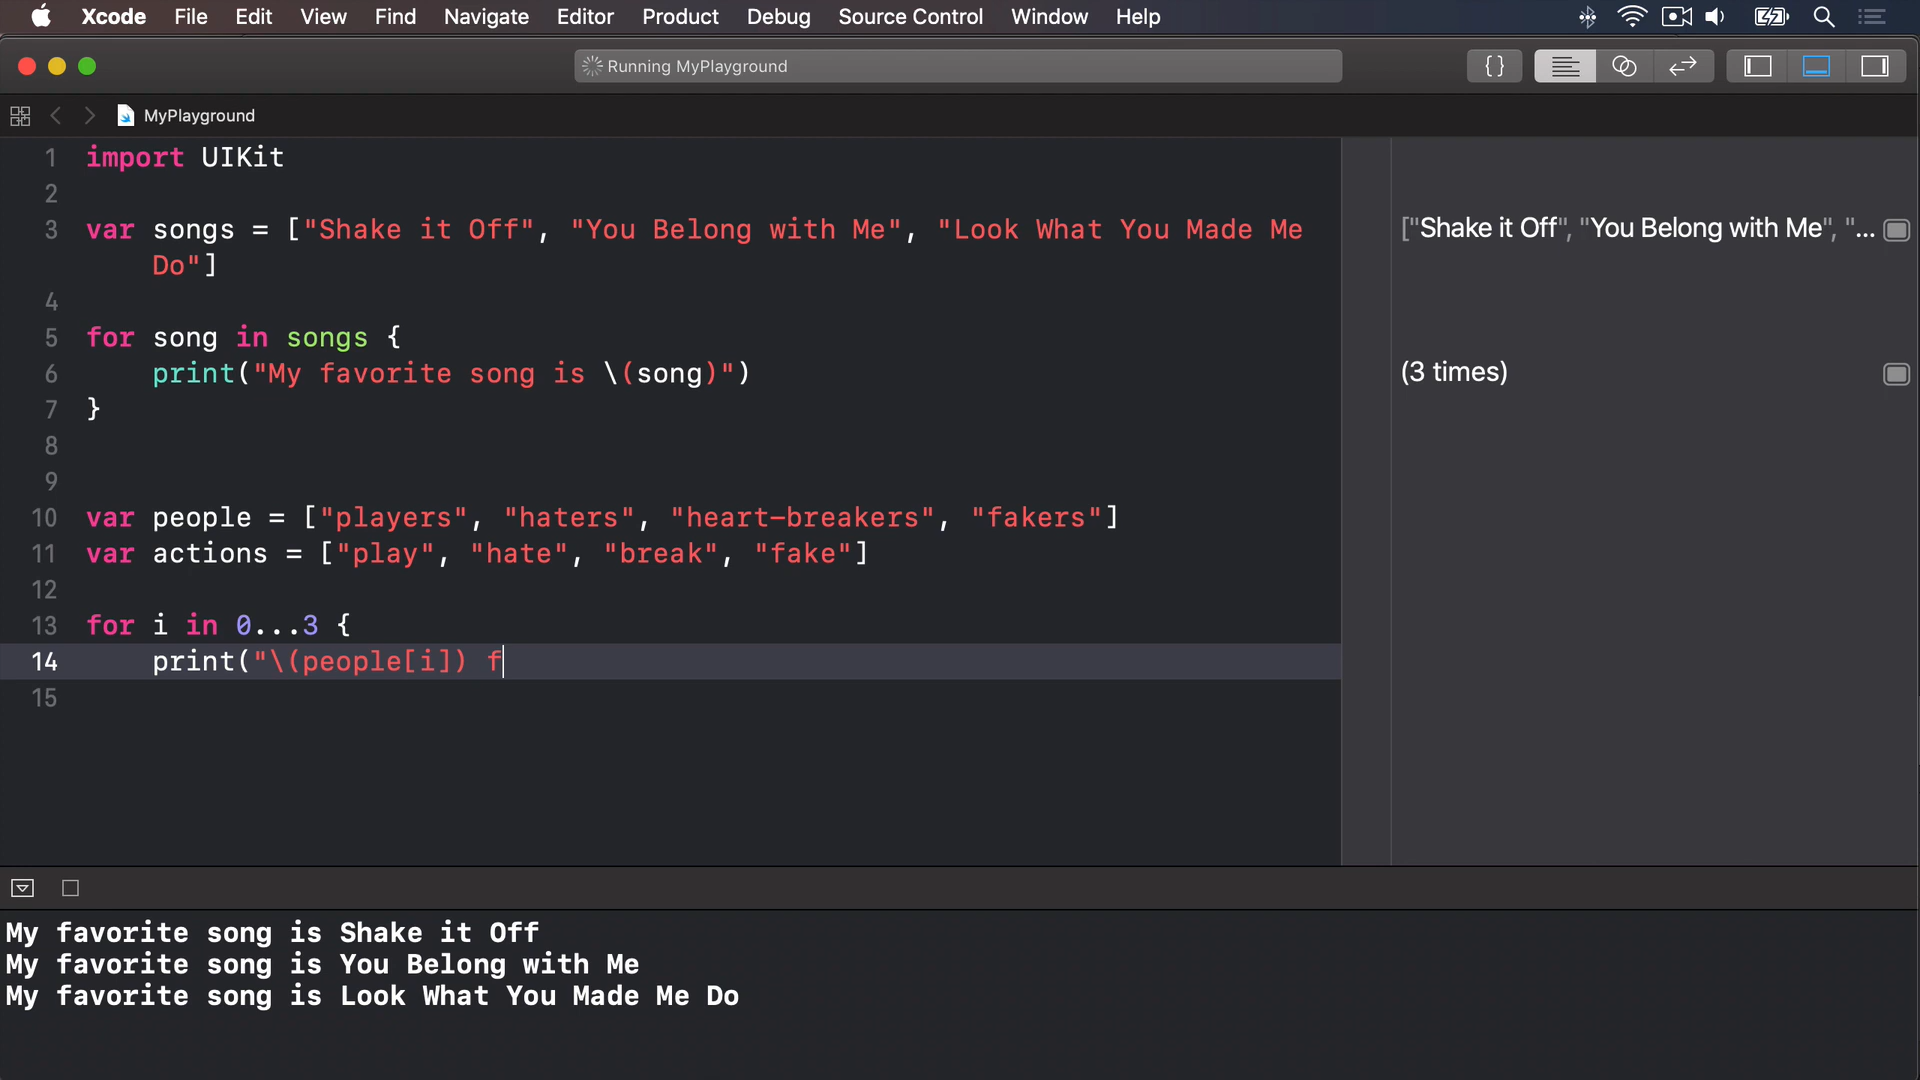 Xcode File Edit View Find Navigate Editor Product Debug Source Control Window Help
Running MyPlayground
{ }
MyPlayground
1 import UIKit
2
3 var songs = ["Shake it Off", "You Belong with Me", "Look What You Made Me
Do"]
["Shake it Off", "You Belong with Me", "...
4
5 for song in songs {
6 print("My favorite song is \(song)")
(3 times)
7 }
8
9
10 var people = ["players", "haters", "heart-breakers", "fakers"]
11 var actions = ["play", "hate", "break", "fake"]
12
13 for i in 0...3 {
14 print("\(people[i]) f
15
My favorite song is Shake it Off
My favorite song is You Belong with Me
My favorite song is Look What You Made Me Do